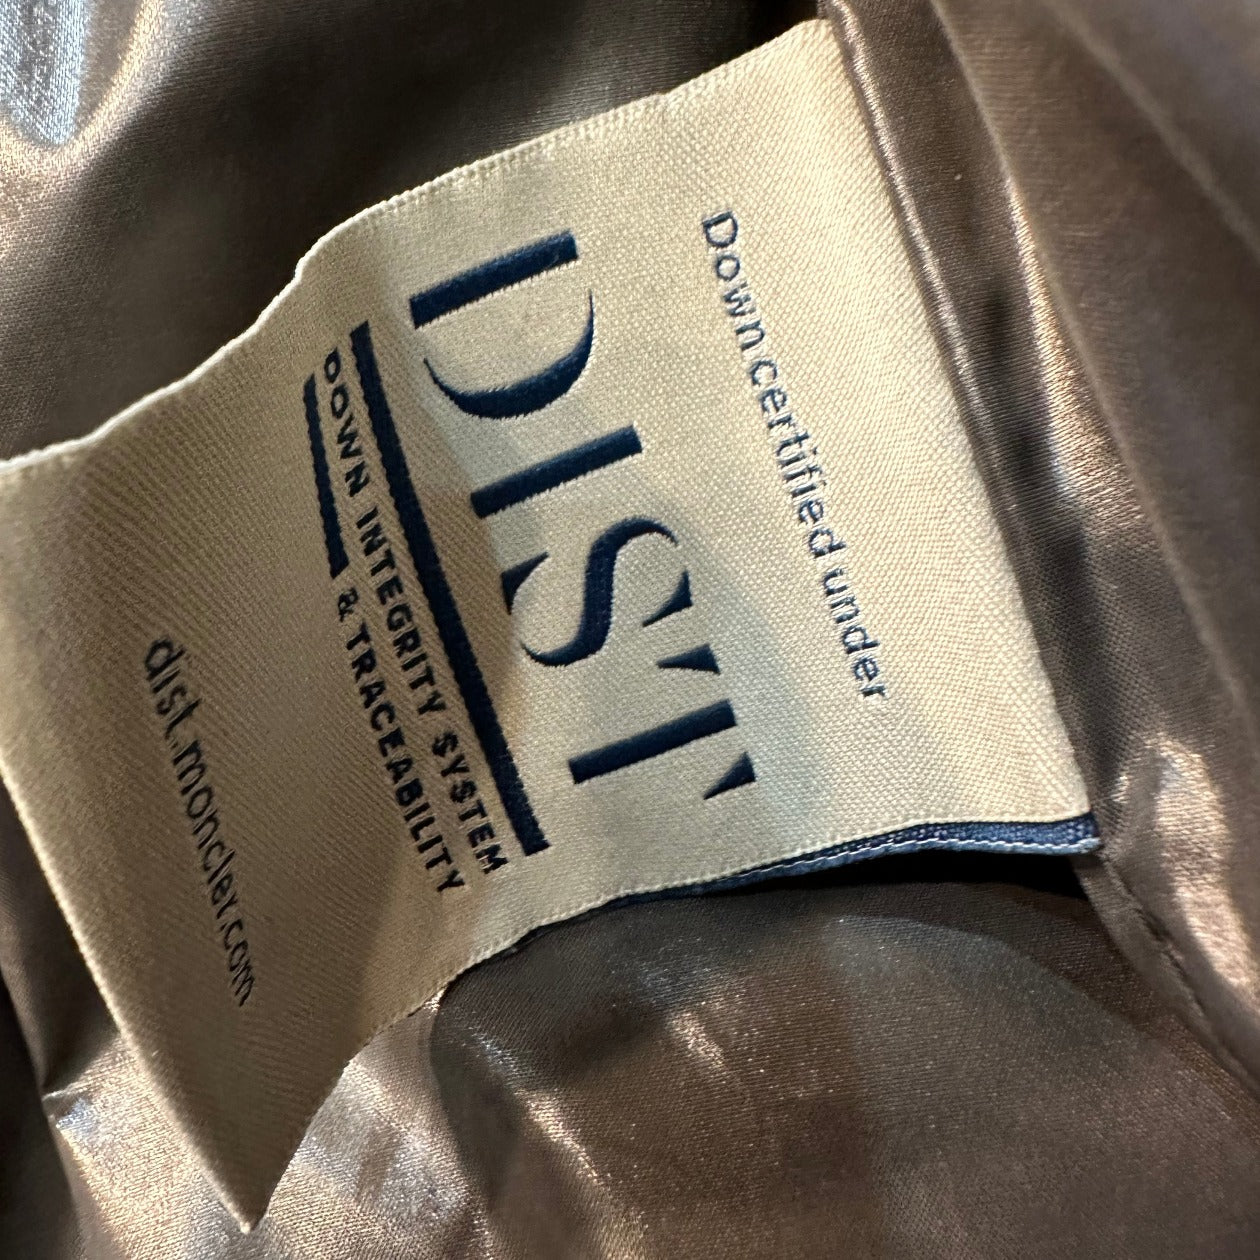 Down certified under
DIST
DOWN INTEGRITY SYSTEM
& TRACEABILITY
dist.moncler.com